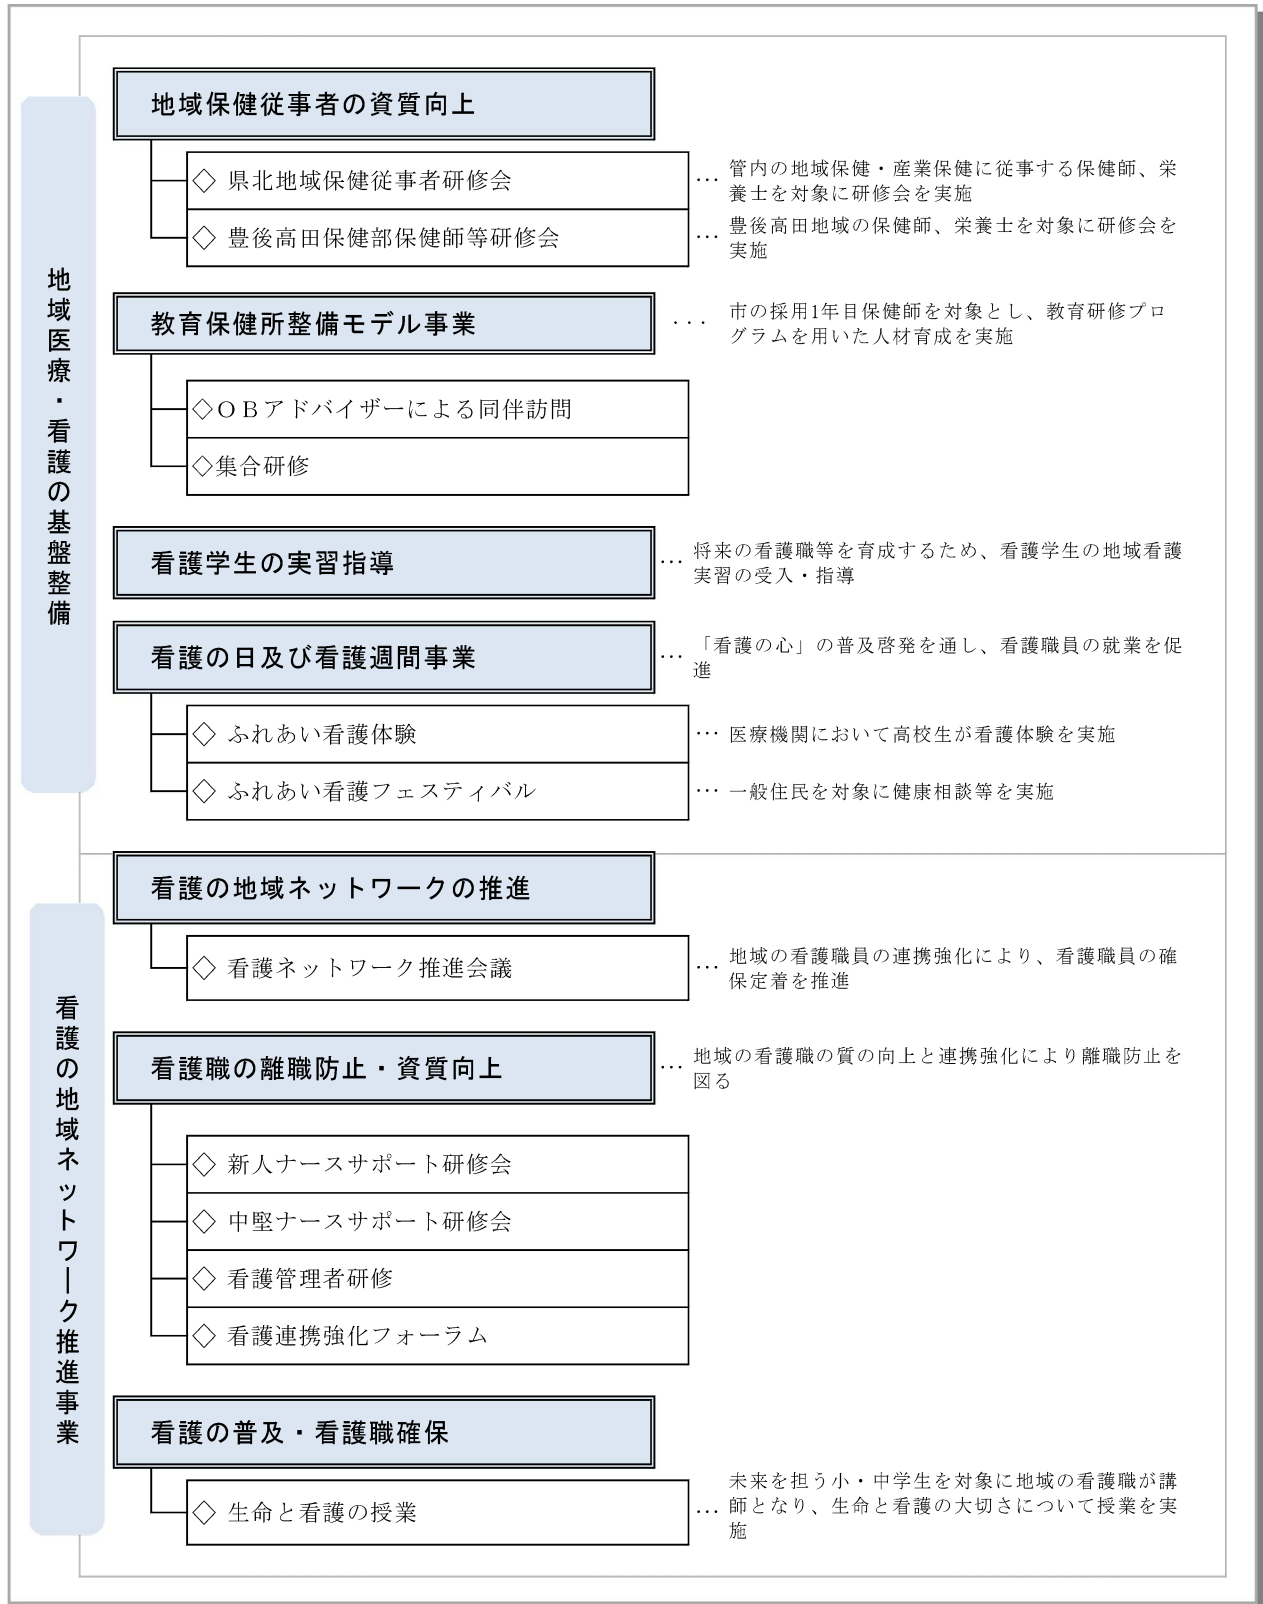 地域医療・看護の基盤整備
地域保健従事者の資質向上
◇ 県北地域保健従事者研修会
… 管内の地域保健・産業保健に従事する保健師、栄
養士を対象に研修会を実施
◇ 豊後高田保健部保健師等研修会
… 豊後高田地域の保健師、栄養士を対象に研修会を
実施
教育保健所整備モデル事業
… 市の採用1年目保健師を対象とし、教育研修プロ
グラムを用いた人材育成を実施
◇ＯＢアドバイザーによる同伴訪問
◇集合研修
看護学生の実習指導
… 将来の看護職等を育成するため、看護学生の地域看護
実習の受入・指導
看護の日及び看護週間事業
… 「看護の心」の普及啓発を通し、看護職員の就業を促
進
◇ ふれあい看護体験
… 医療機関において高校生が看護体験を実施
◇ ふれあい看護フェスティバル
… 一般住民を対象に健康相談等を実施
看護の地域ネットワーク推進事業
看護の地域ネットワークの推進
◇ 看護ネットワーク推進会議
… 地域の看護職員の連携強化により、看護職員の確
保定着を推進
看護職の離職防止・資質向上
… 地域の看護職の質の向上と連携強化により離職防止を
図る
◇ 新人ナースサポート研修会
◇ 中堅ナースサポート研修会
◇ 看護管理者研修
◇ 看護連携強化フォーラム
看護の普及・看護職確保
◇ 生命と看護の授業
… 未来を担う小・中学生を対象に地域の看護職が講
師となり、生命と看護の大切さについて授業を実
施